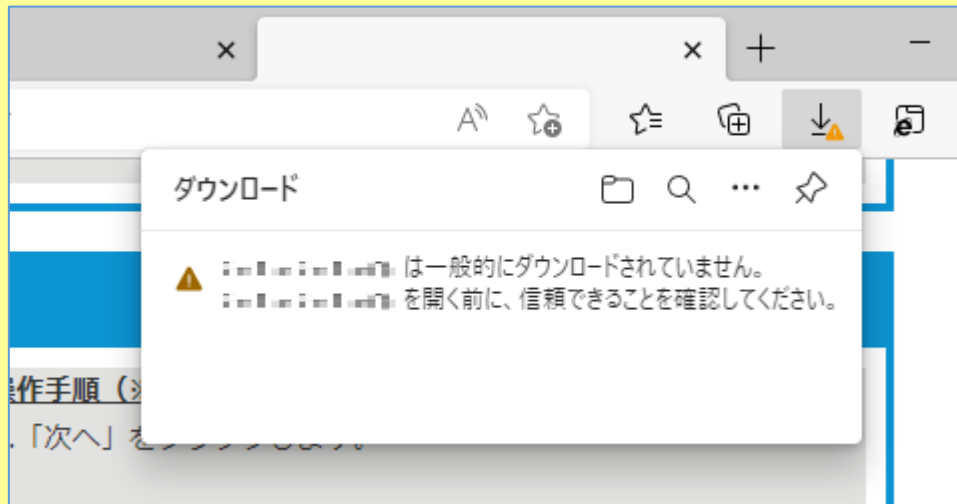 ダウンロード
は一般的にダウンロードされていません。
を開く前に、信頼できることを確認してください。
作手順（※
.「次へ」を